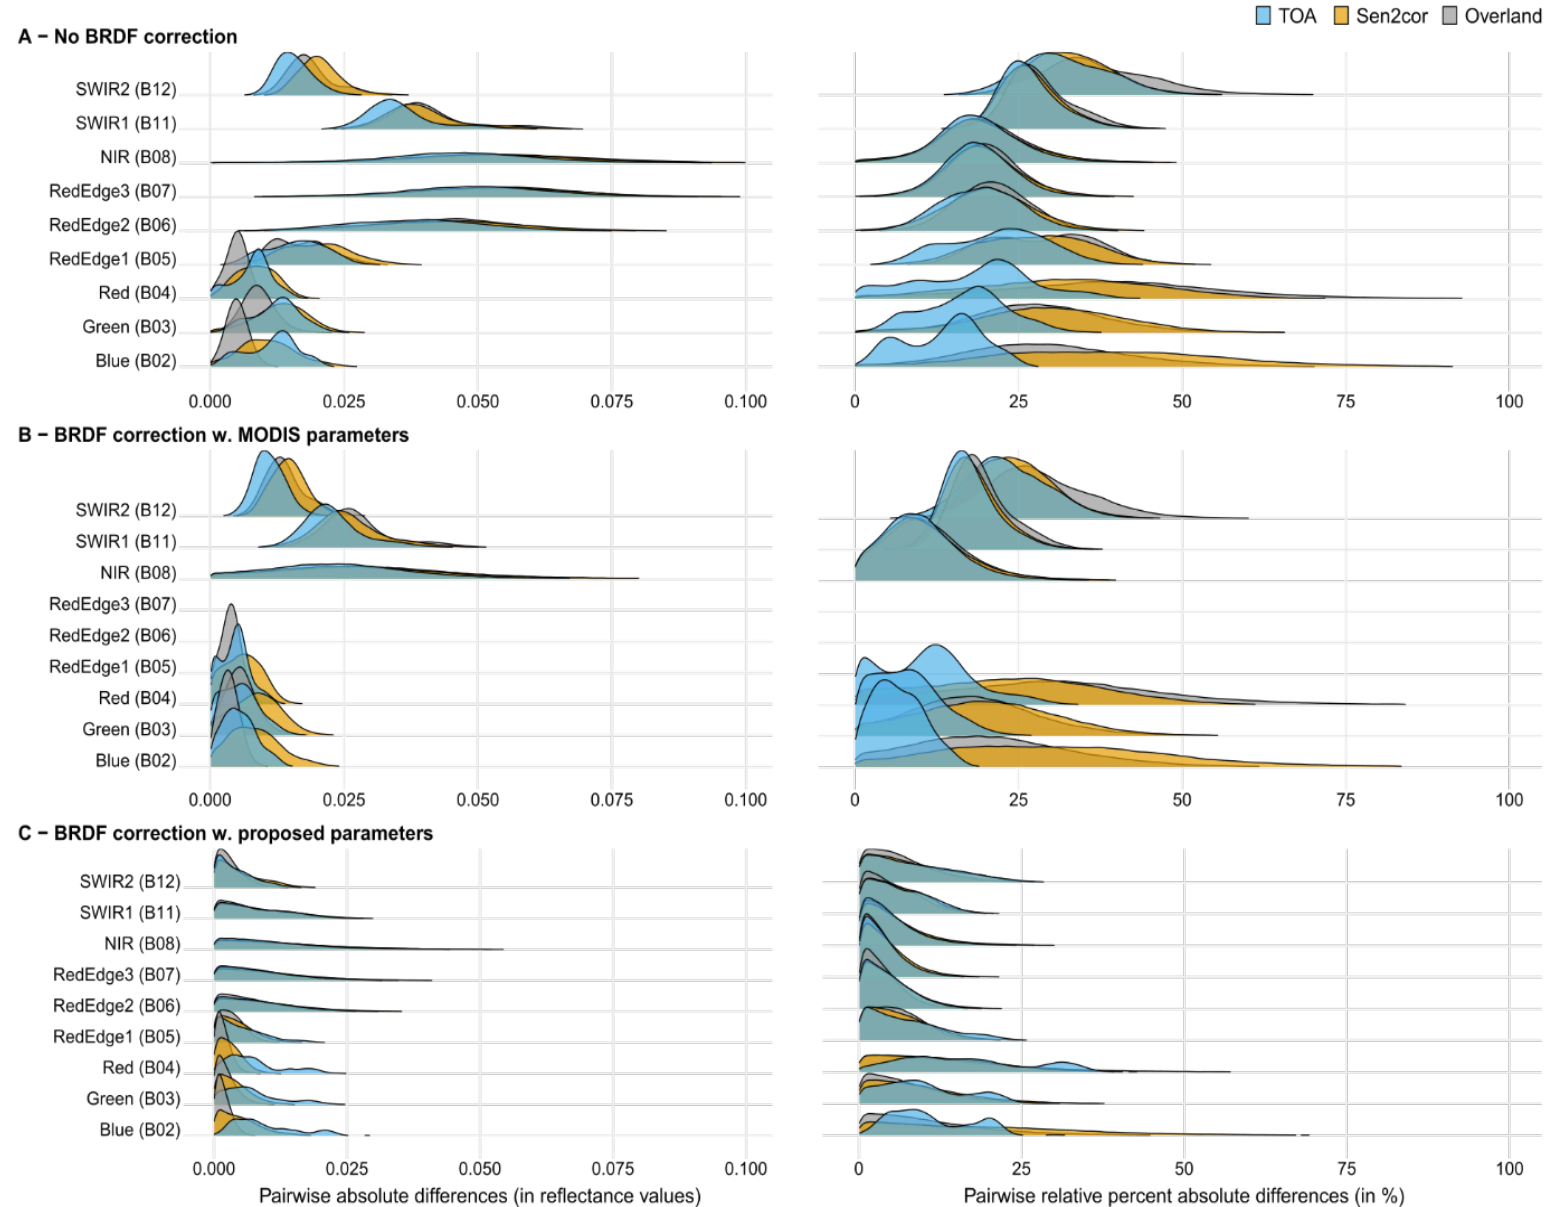 TOA Sen2cor Overland
A − No BRDF correction
SWIR2 (B12)
SWIR1 (B11)
NIR (B08)
RedEdge3 (B07)
RedEdge2 (B06)
RedEdge1 (B05)
Red (B04)
Green (B03)
Blue (B02)
0.000 0.025 0.050 0.075 0.100 0 25 50 75 100
B − BRDF correction w. MODIS parameters
SWIR2 (B12)
SWIR1 (B11)
NIR (B08)
RedEdge3 (B07)
RedEdge2 (B06)
RedEdge1 (B05)
Red (B04)
Green (B03)
Blue (B02)
0.000 0.025 0.050 0.075 0.100 0 25 50 75 100
C − BRDF correction w. proposed parameters
SWIR2 (B12)
SWIR1 (B11)
NIR (B08)
RedEdge3 (B07)
RedEdge2 (B06)
RedEdge1 (B05)
Red (B04)
Green (B03)
Blue (B02)
0.000 0.025 0.050 0.075 0.100 0 25 50 75 100
Pairwise absolute differences (in reflectance values) Pairwise relative percent absolute differences (in %)